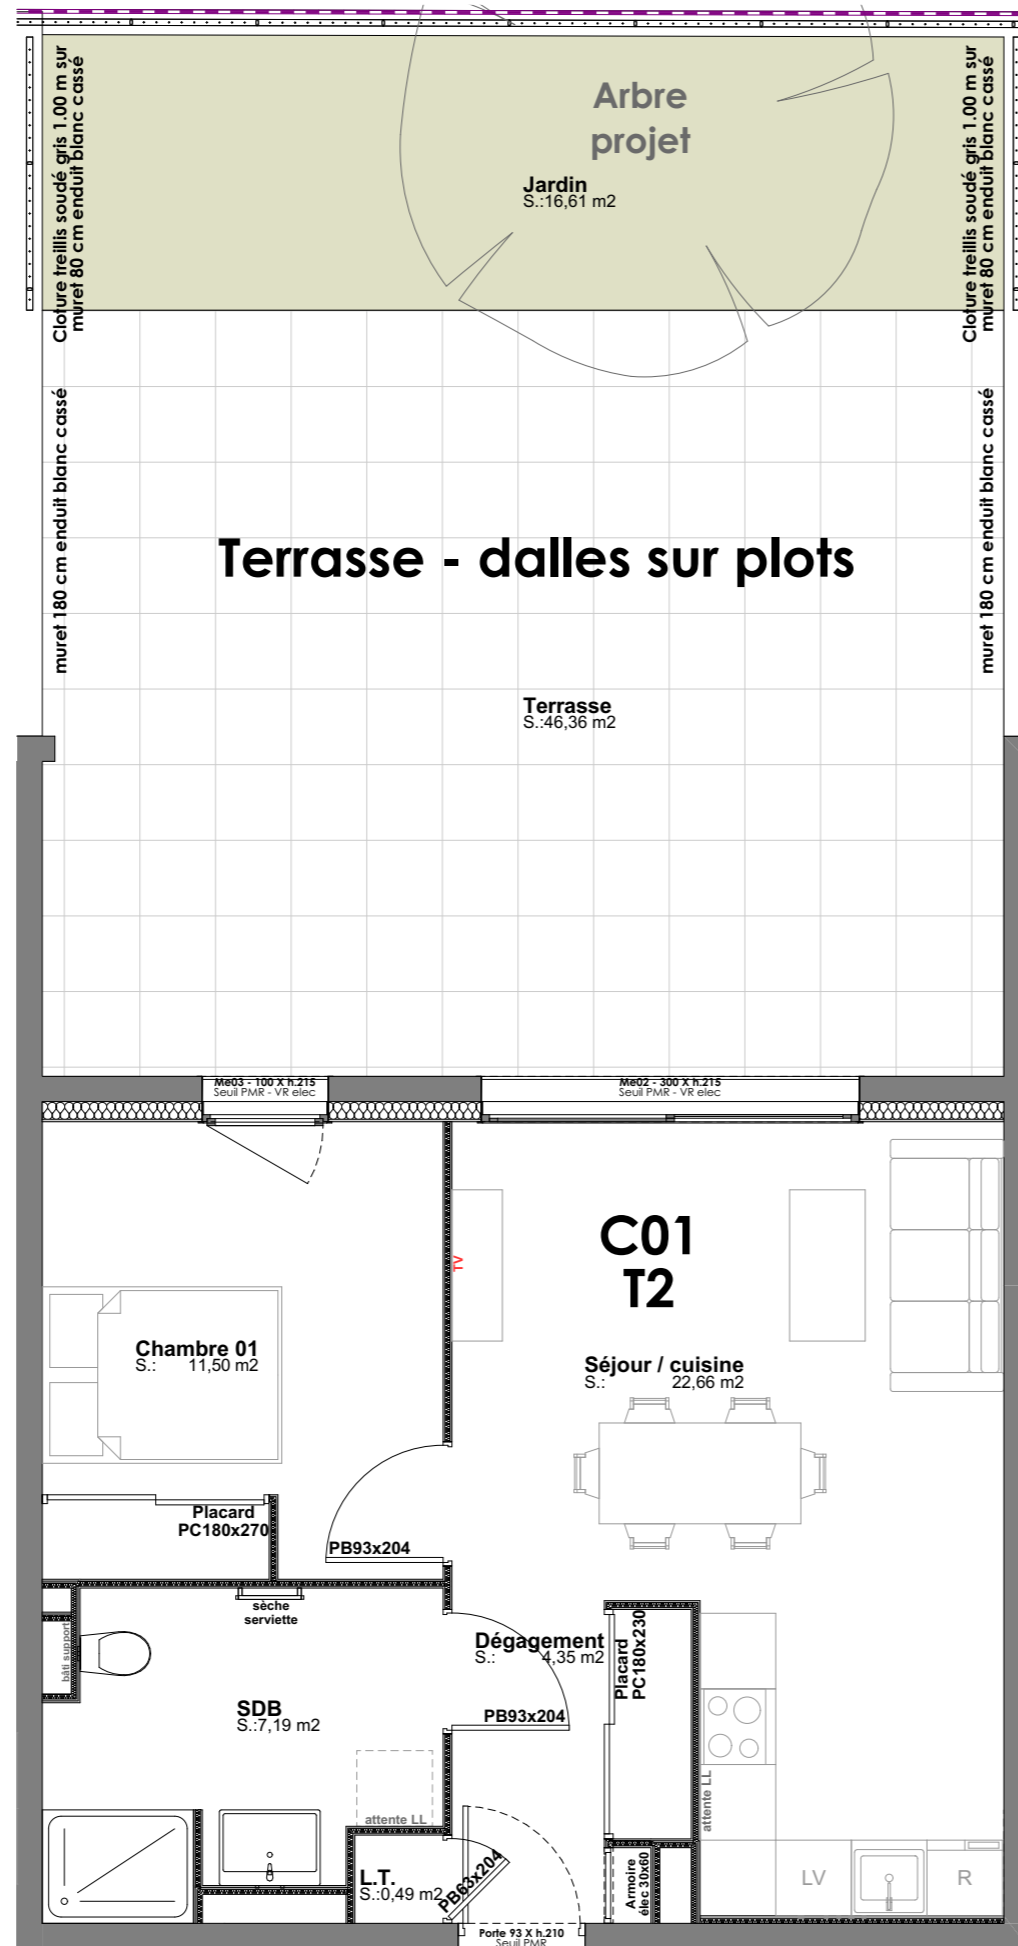 Cloture treillis soudé gris 1.00 m sur
muret 80 cm enduit blanc cassé
Arbre
projet
Jardin
S.:16,61 m2
Cloture treillis soudé gris 1.00 m sur
muret 80 cm enduit blanc cassé
muret 180 cm enduit blanc cassé
Terrasse - dalles sur plots
muret 180 cm enduit blanc cassé
Terrasse
S.:46,36 m2
Me03 - 100 X h.215
Seuil PMR - VR elec
Me02 - 300 X h.215
Seuil PMR - VR elec
C01
T2
TV
Chambre 01
S.: 11,50 m2
Séjour / cuisine
S.: 22,66 m2
Placard
PC180x270
PB93x204
sèche
serviette
bâti support
Dégagement
S.: 4,35 m2
Placard
PC180x230
SDB
S.:7,19 m2
PB93x204
attente LL
attente LL
L.T.
S.:0,49 m2
PB63x204
Armoire
élec 30x60
LV
R
Porte 93 X h.210
Seuil PMR